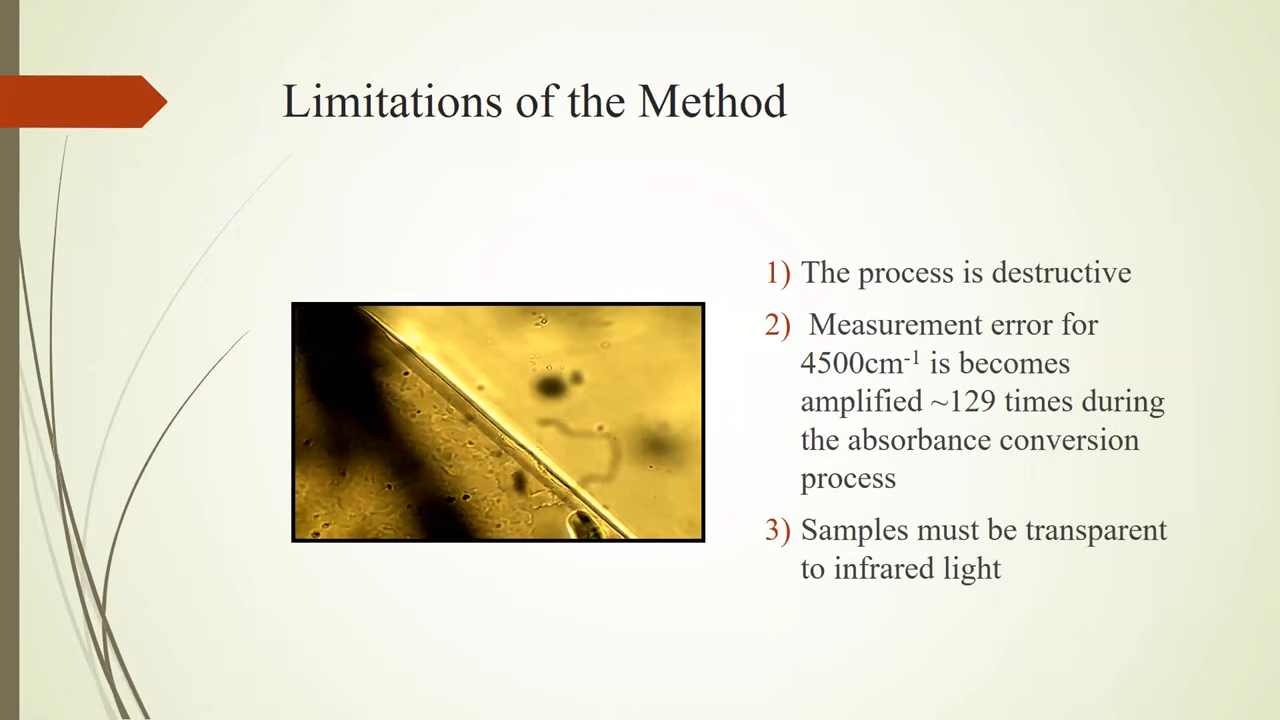 Limitations of the Method
1) The process is destructive
2) Measurement error for
4500cm⁻¹ is becomes
amplified ~129 times during
the absorbance conversion
process
3) Samples must be transparent
to infrared light